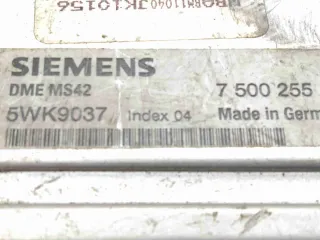 SIEMENS
DME MS42 7 500 255
5WK9037 Index 04 Made in Germ